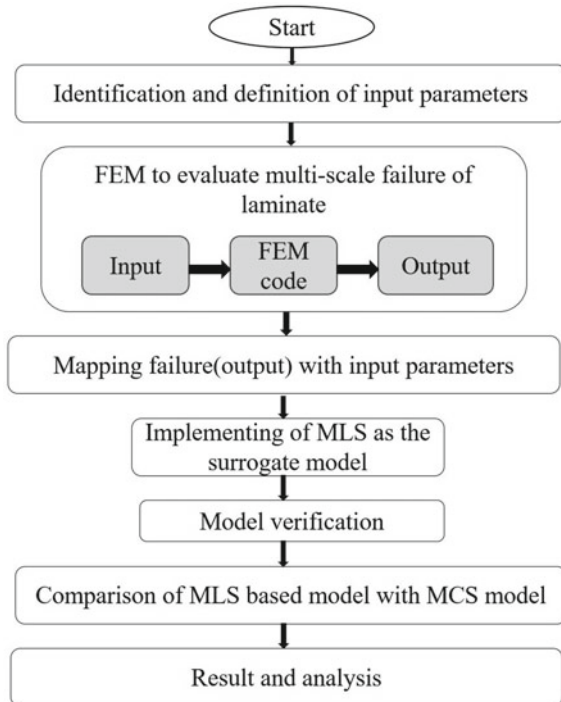 Start
Identification and definition of input parameters
FEM to evaluate multi-scale failure of
laminate
Input
FEM
code
Output
Mapping failure(output) with input parameters
Implementing of MLS as the
surrogate model
Model verification
Comparison of MLS based model with MCS model
Result and analysis